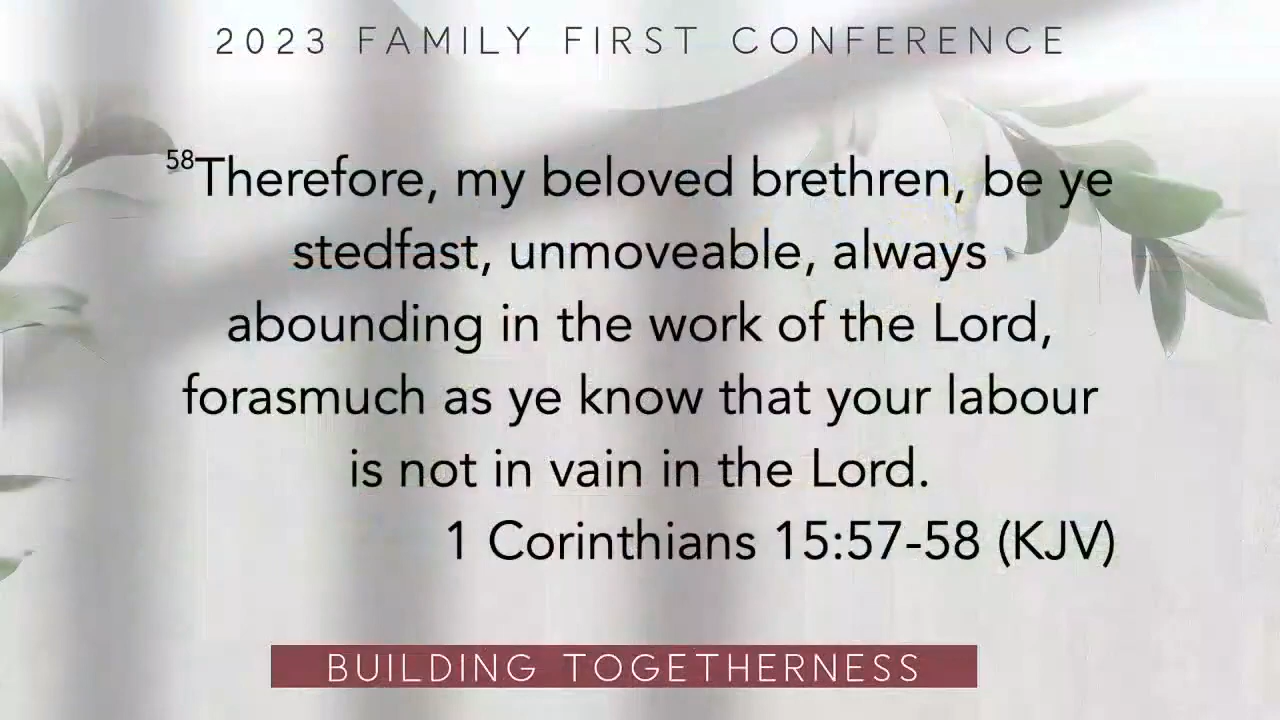 2023 FAMILY FIRST CONFERENCE
58Therefore, my beloved brethren, be ye
stedfast, unmoveable, always
abounding in the work of the Lord,
forasmuch as ye know that your labour
is not in vain in the Lord.
1 Corinthians 15:57-58 (KJV)
BUILDING TOGETHERNESS